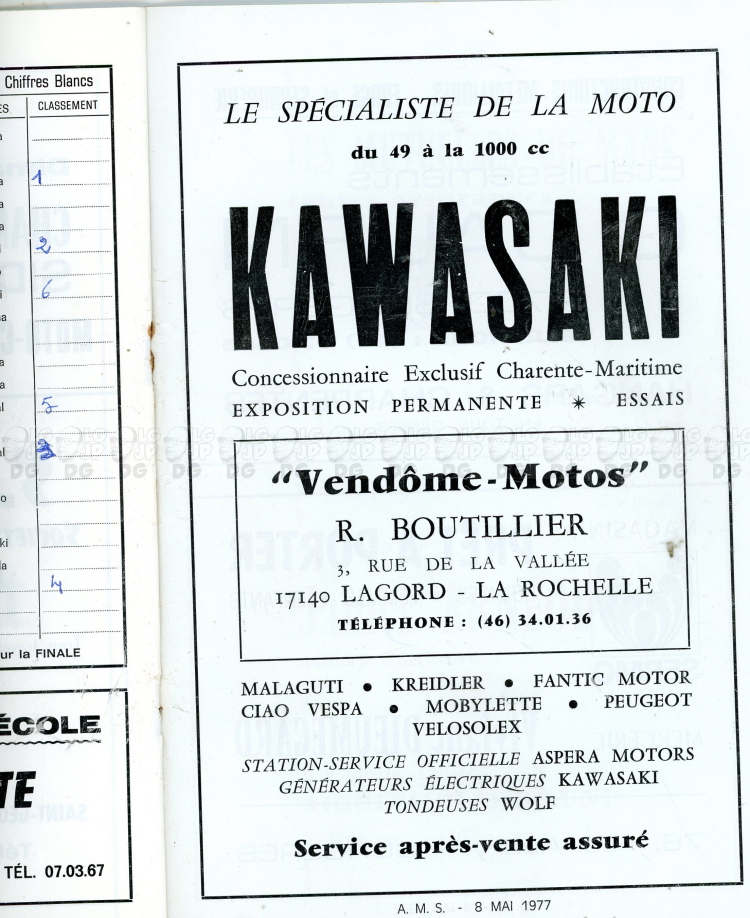 Chiffres Blancs
CLASSEMENT
1
2
6
5
3
4
ur la FINALE
ÉCOLE
TE
TÉL. 07.03.67
LE SPÉCIALISTE DE LA MOTO
du 49 à la 1000 cc
KAWASAKI
Concessionnaire Exclusif Charente-Maritime
EXPOSITION PERMANENTE * ESSAIS
"Vendôme-Motos"
R. BOUTILLIER
3, RUE DE LA VALLÉE
17140 LAGORD - LA ROCHELLE
TÉLÉPHONE : (46) 34.01.36
MALAGUTI ● KREIDLER ● FANTIC MOTOR
CIAO VESPA ● MOBYLETTE ● PEUGEOT
VELOSOLEX
STATION-SERVICE OFFICIELLE ASPERA MOTORS
GÉNÉRATEURS ÉLECTRIQUES KAWASAKI
TONDEUSES WOLF
Service après-vente assuré
A. M. S. - 8 MAI 1977